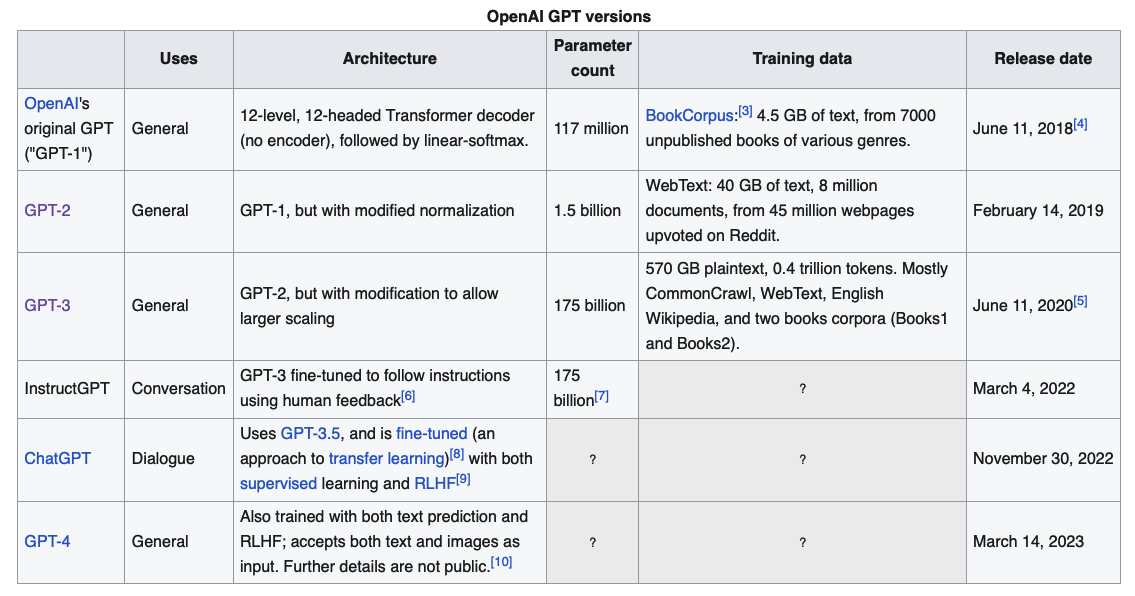 OpenAI GPT versions
Uses
Architecture
Parameter
count
Training data
Release date
OpenAI's
original GPT
("GPT-1")
General
12-level, 12-headed Transformer decoder
(no encoder), followed by linear-softmax.
117 million
BookCorpus:[3] 4.5 GB of text, from 7000
unpublished books of various genres.
June 11, 2018[4]
GPT-2
General
GPT-1, but with modified normalization
1.5 billion
WebText: 40 GB of text, 8 million
documents, from 45 million webpages
upvoted on Reddit.
February 14, 2019
GPT-3
General
GPT-2, but with modification to allow
larger scaling
175 billion
570 GB plaintext, 0.4 trillion tokens. Mostly
CommonCrawl, WebText, English
Wikipedia, and two books corpora (Books1
and Books2).
June 11, 2020[5]
InstructGPT
Conversation
GPT-3 fine-tuned to follow instructions
using human feedback[6]
175
billion[7]
?
March 4, 2022
ChatGPT
Dialogue
Uses GPT-3.5, and is fine-tuned (an
approach to transfer learning)[8] with both
supervised learning and RLHF[9]
?
?
November 30, 2022
GPT-4
General
Also trained with both text prediction and
RLHF; accepts both text and images as
input. Further details are not public.[10]
?
?
March 14, 2023